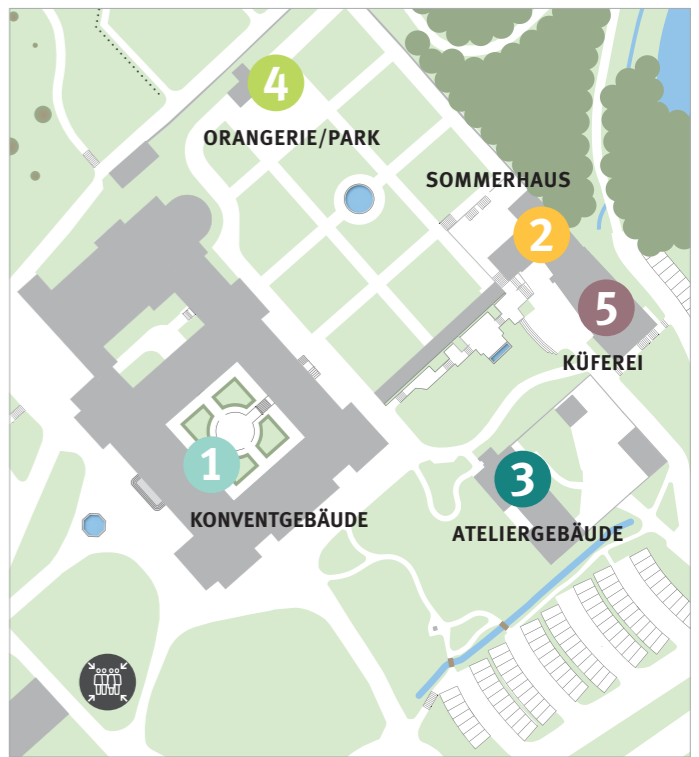 4
ORANGERIE/PARK
SOMMERHAUS
2
5
KÜFEREI
1
3
KONVENTGEBÄUDE
ATELIERGEBÄUDE